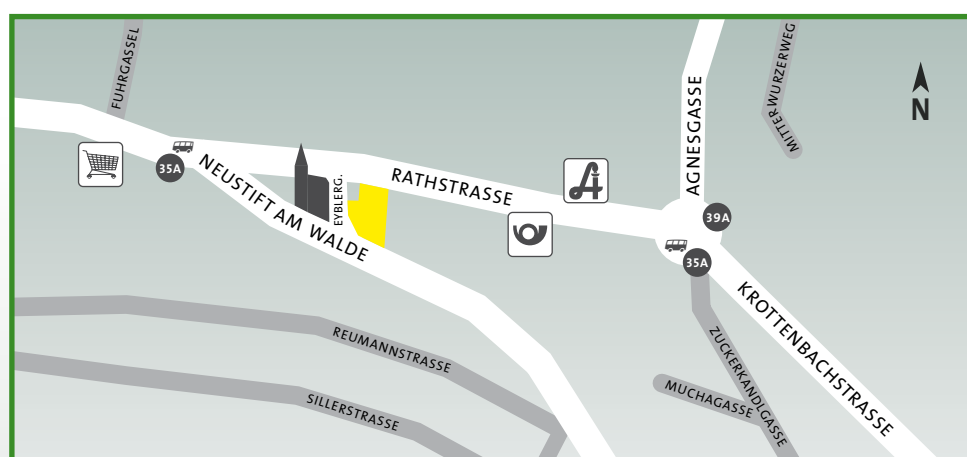 FUHRGASSEL
MITTERWURZERWEG
AGNESGASSE
N
35A
NEUSTIFT AM WALDE
EYBLERG.
RATHSTRASSE
39A
35A
KROTTENBACHSTRASSE
ZUCKERKANDLGASSE
MUCHAGASSE
REUMANNSTRASSE
SILLERSTRASSE